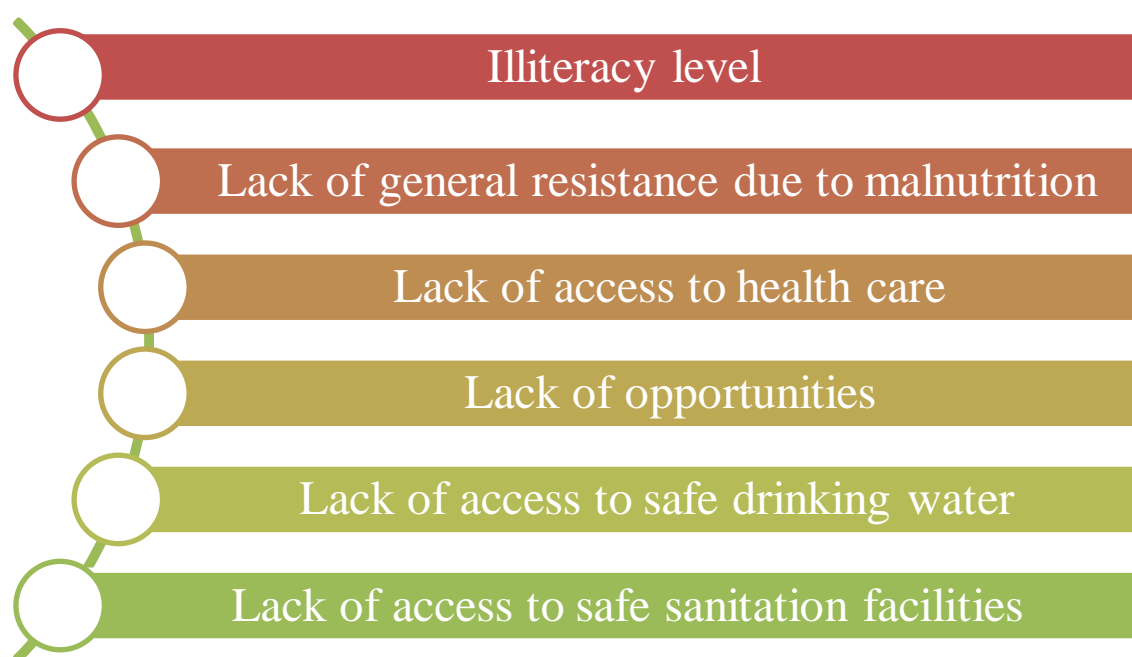 Illiteracy level
Lack of general resistance due to malnutrition
Lack of access to health care
Lack of opportunities
Lack of access to safe drinking water
Lack of access to safe sanitation facilities